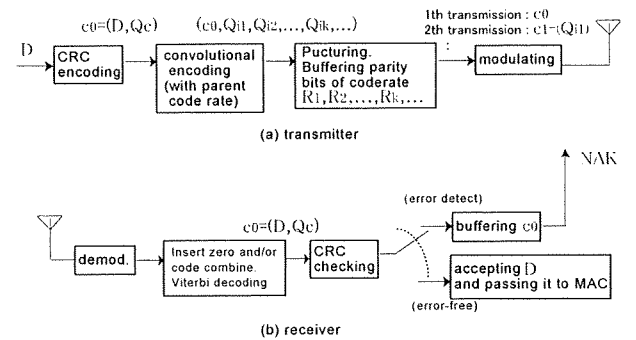 c0=(D,Qc)
(c0,Qi1,Qi2,...,Qik,...)
1th transmission : c0
2th transmission : c1=(Qi1)
:
D
CRC
encoding
convolutional
encoding
(with parent
code rate)
Pucturing.
Buffering parity
bits of coderate
R1,R2,...,Rk,...
modulating
(a) transmitter
NAK
(error detect)
c0=(D,Qc)
buffering c0
demod.
Insert zero and/or
code combine.
Viterbi decoding
CRC
checking
accepting D
and passing it to MAC
(error-free)
(b) receiver